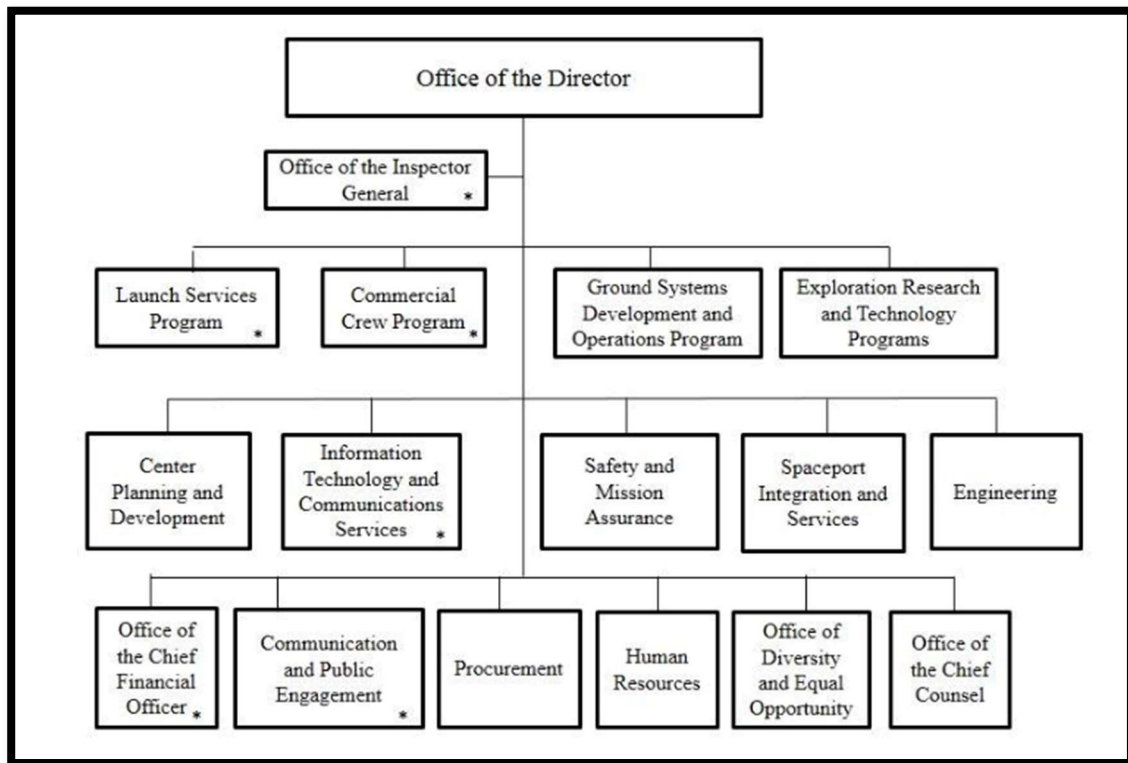 Office of the Director
Office of the Inspector
General *
Launch Services
Program *
Commercial
Crew Program *
Ground Systems
Development and
Operations Program
Exploration Research
and Technology
Programs
Center
Planning and
Development
Information
Technology and
Communications
Services *
Safety and
Mission
Assurance
Spaceport
Integration and
Services
Engineering
Office of
the Chief
Financial
Officer *
Communication
and Public
Engagement *
Procurement
Human
Resources
Office of
Diversity
and Equal
Opportunity
Office of
the Chief
Counsel